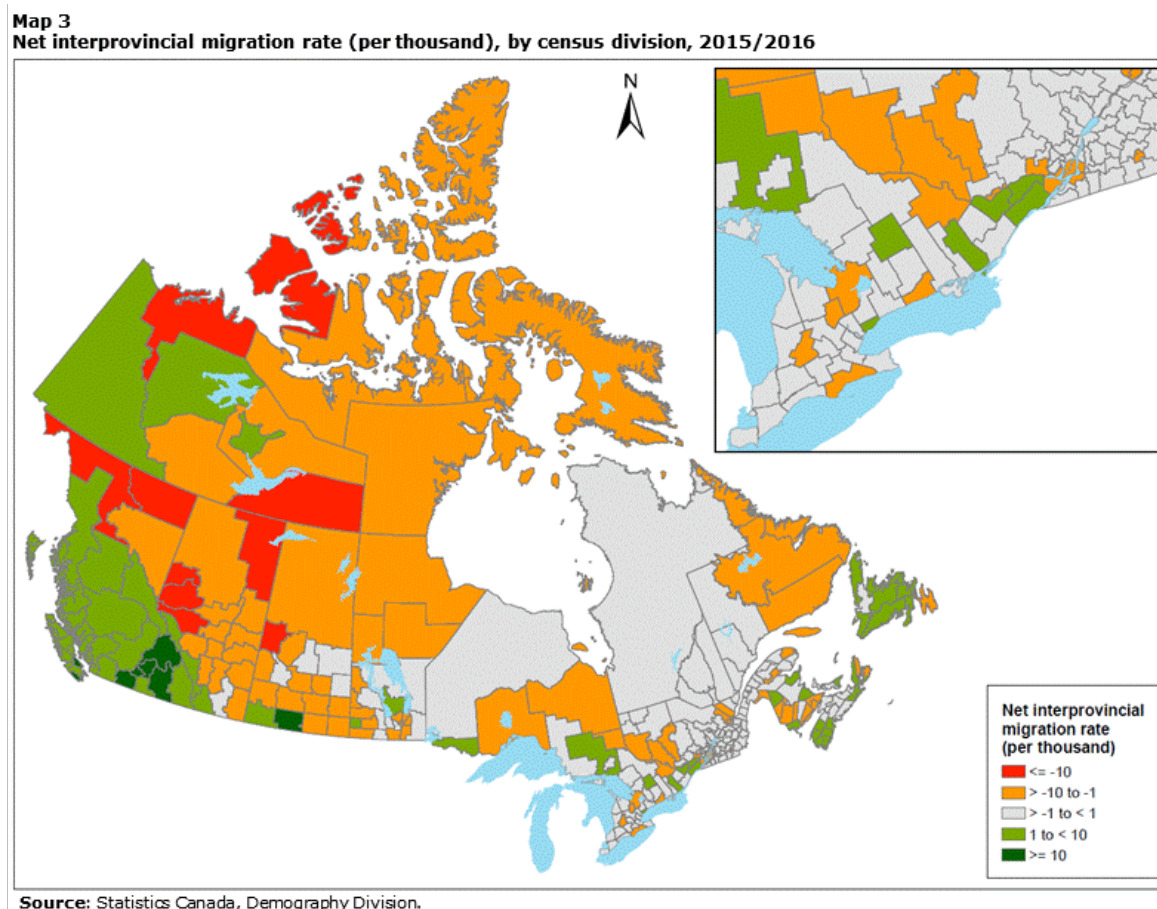 Map 3
Net interprovincial migration rate (per thousand), by census division, 2015/2016
N
Net interprovincial
migration rate
(per thousand)
<= -10
> -10 to -1
> -1 to < 1
1 to < 10
>= 10
Source: Statistics Canada, Demography Division.